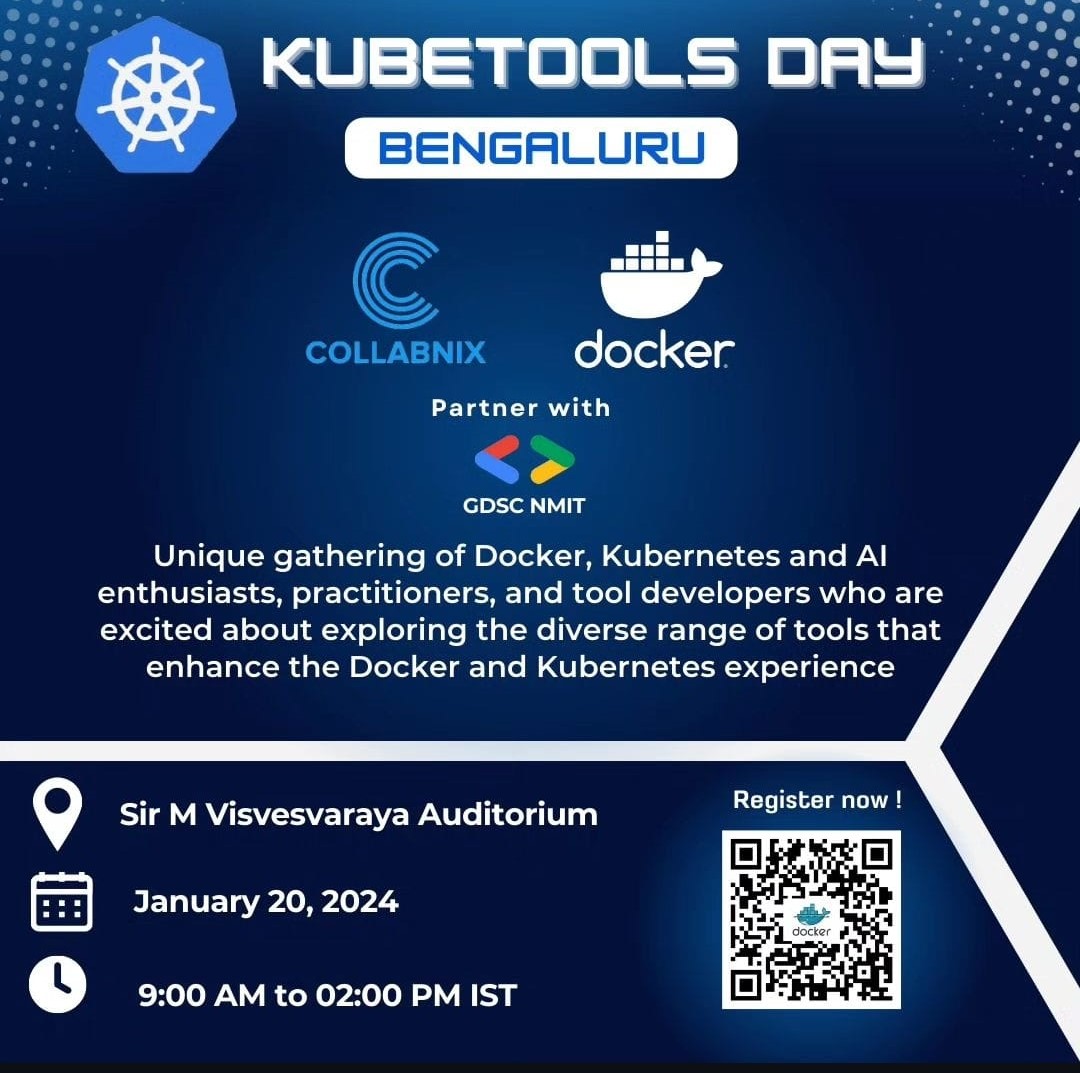 KUBETOOLS DAY
BENGALURU
COLLABNIX
docker
Partner with
GDSC NMIT
Unique gathering of Docker, Kubernetes and AI
enthusiasts, practitioners, and tool developers who are
excited about exploring the diverse range of tools that
enhance the Docker and Kubernetes experience
Sir M Visvesvaraya Auditorium
January 20, 2024
9:00 AM to 02:00 PM IST
Register now !
docker